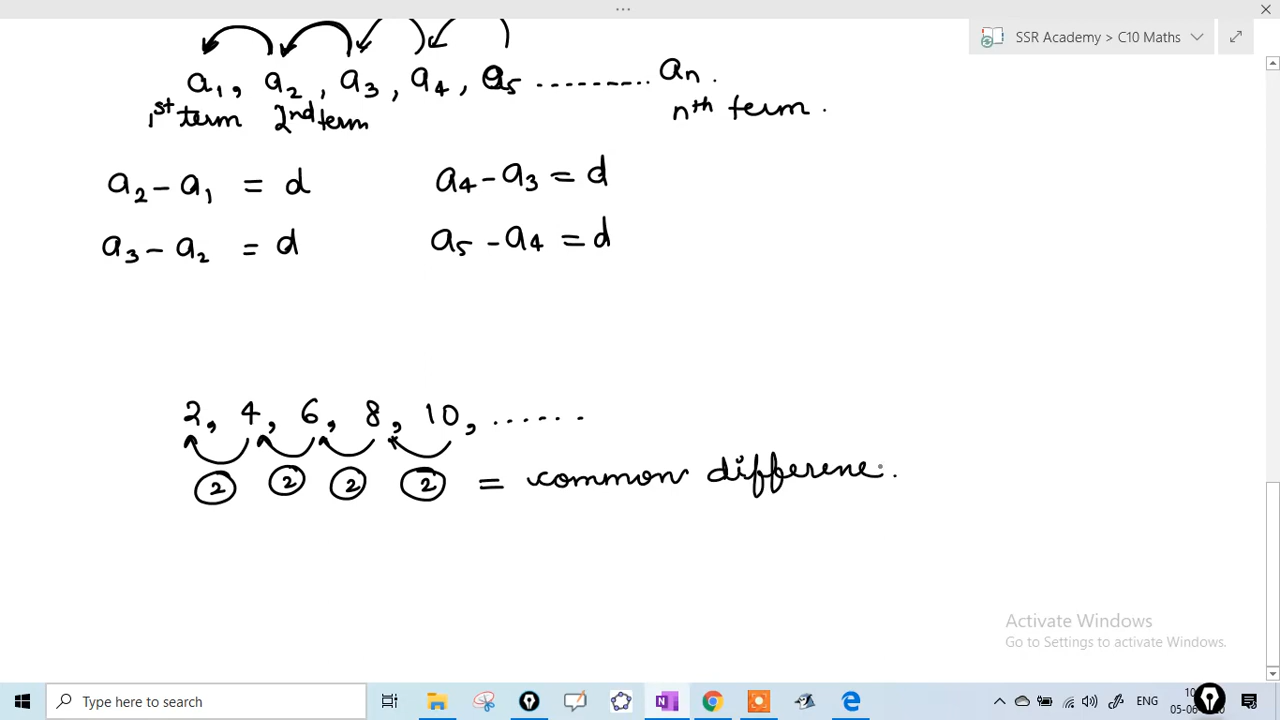 SSR Academy > C10 Maths
a1, a2, a3, a4, a5 .......... an.
1st term 2nd term nth term.
a2 - a1 = d a4 - a3 = d
a3 - a2 = d a5 - a4 = d
2, 4, 6, 8, 10, ......
2 2 2 2 = common differene.
Activate Windows
Go to Settings to activate Windows.
Type here to search
ENG